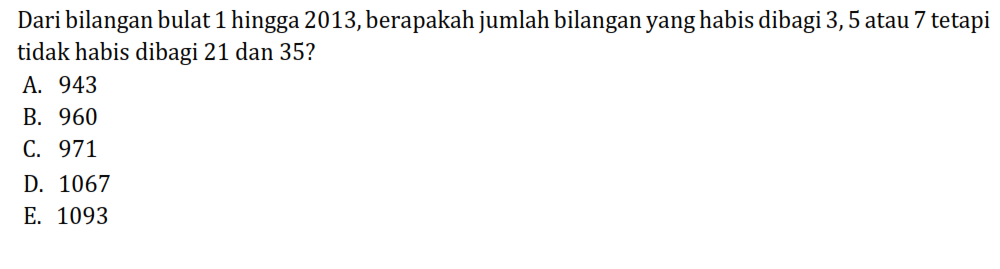 Dari bilangan bulat 1 hingga 2013, berapakah jumlah bilangan yang habis dibagi 3, 5 atau 7 tetapi
tidak habis dibagi 21 dan 35?
A. 943
B. 960
C. 971
D. 1067
E. 1093